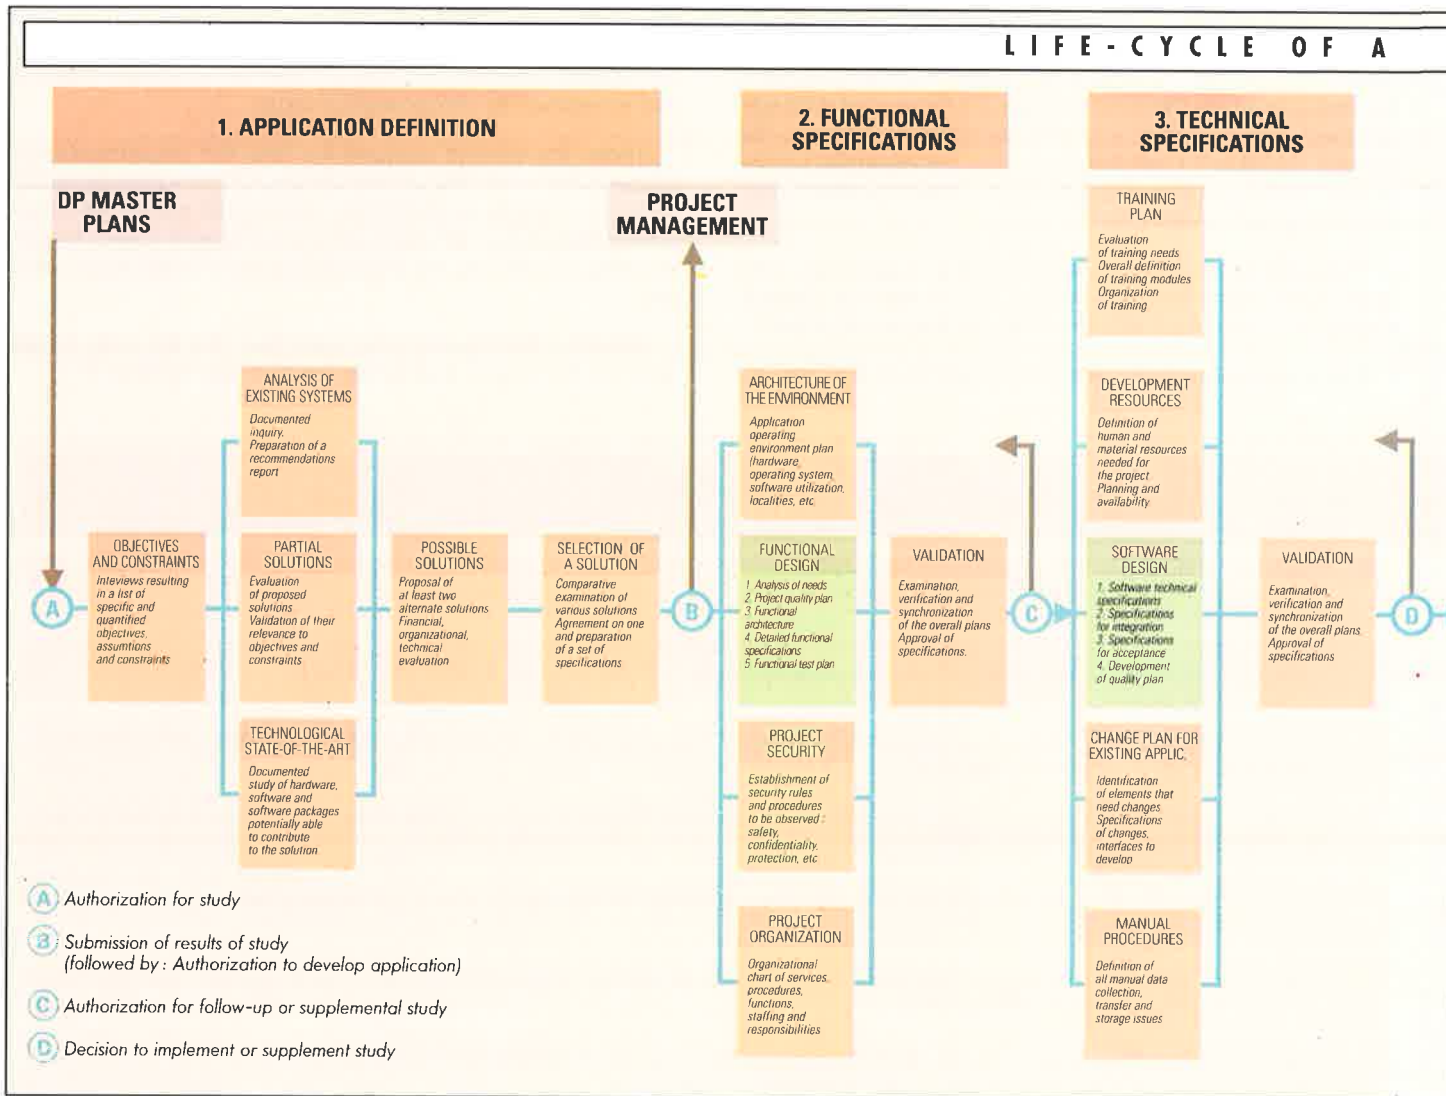 LIFE-CYCLE OF A
1. APPLICATION DEFINITION
2. FUNCTIONAL
SPECIFICATIONS
3. TECHNICAL
SPECIFICATIONS
DP MASTER
PLANS
PROJECT
MANAGEMENT
A
OBJECTIVES
AND CONSTRAINTS
Inteviews resulting
in a list of
specific and
quantified
objectives,
assumptions
and constraints
ANALYSIS OF
EXISTING SYSTEMS
Documented
inquiry.
Preparation of a
recommendations
report
PARTIAL
SOLUTIONS
Evaluation
of proposed
solutions
Validation of their
relevance to
objectives and
constraints
TECHNOLOGICAL
STATE-OF-THE-ART
Documented
study of hardware,
software and
software packages
potentially able
to contribute
to the solution
POSSIBLE
SOLUTIONS
Proposal of
at least two
alternate solutions
Financial,
organizational,
technical
evaluation
SELECTION OF
A SOLUTION
Comparative
examination of
various solutions
Agreement on one
and preparation
of a set of
specifications
B
ARCHITECTURE OF
THE ENVIRONMENT
Application
operating
environment plan
(hardware,
operating system,
software utilization,
localities, etc
FUNCTIONAL
DESIGN
1 Analysis of needs
2. Project quality plan
3. Functional
architecture
4. Detailed functional
specifications
5 Functional test plan
PROJECT
SECURITY
Establishment of
security rules
and procedures
to be observed :
safety,
confidentiality,
protection, etc
PROJECT
ORGANIZATION
Organizational
chart of services,
procedures,
functions,
staffing and
responsibilities
VALIDATION
Examination,
verification and
synchronization
of the overall plans
Approval of
specifications.
C
TRAINING
PLAN
Evaluation
of training needs
Overall definition
of training modules
Organization
of training
DEVELOPMENT
RESOURCES
Definition of
human and
material resources
needed for
the project
Planning and
availability
SOFTWARE
DESIGN
1. Software technical
specifications
2. Specifications
for integration
3. Specifications
for acceptance
4. Development
of quality plan
CHANGE PLAN FOR
EXISTING APPLIC.
Identification
of elements that
need changes
Specifications
of changes,
interfaces to
develop
MANUAL
PROCEDURES
Definition of
all manual data
collection,
transfer and
storage issues
VALIDATION
Examination,
verification and
synchronization
of the overall plans
Approval of
specifications
D
A Authorization for study
B Submission of results of study
(followed by : Authorization to develop application)
C Authorization for follow-up or supplemental study
D Decision to implement or supplement study